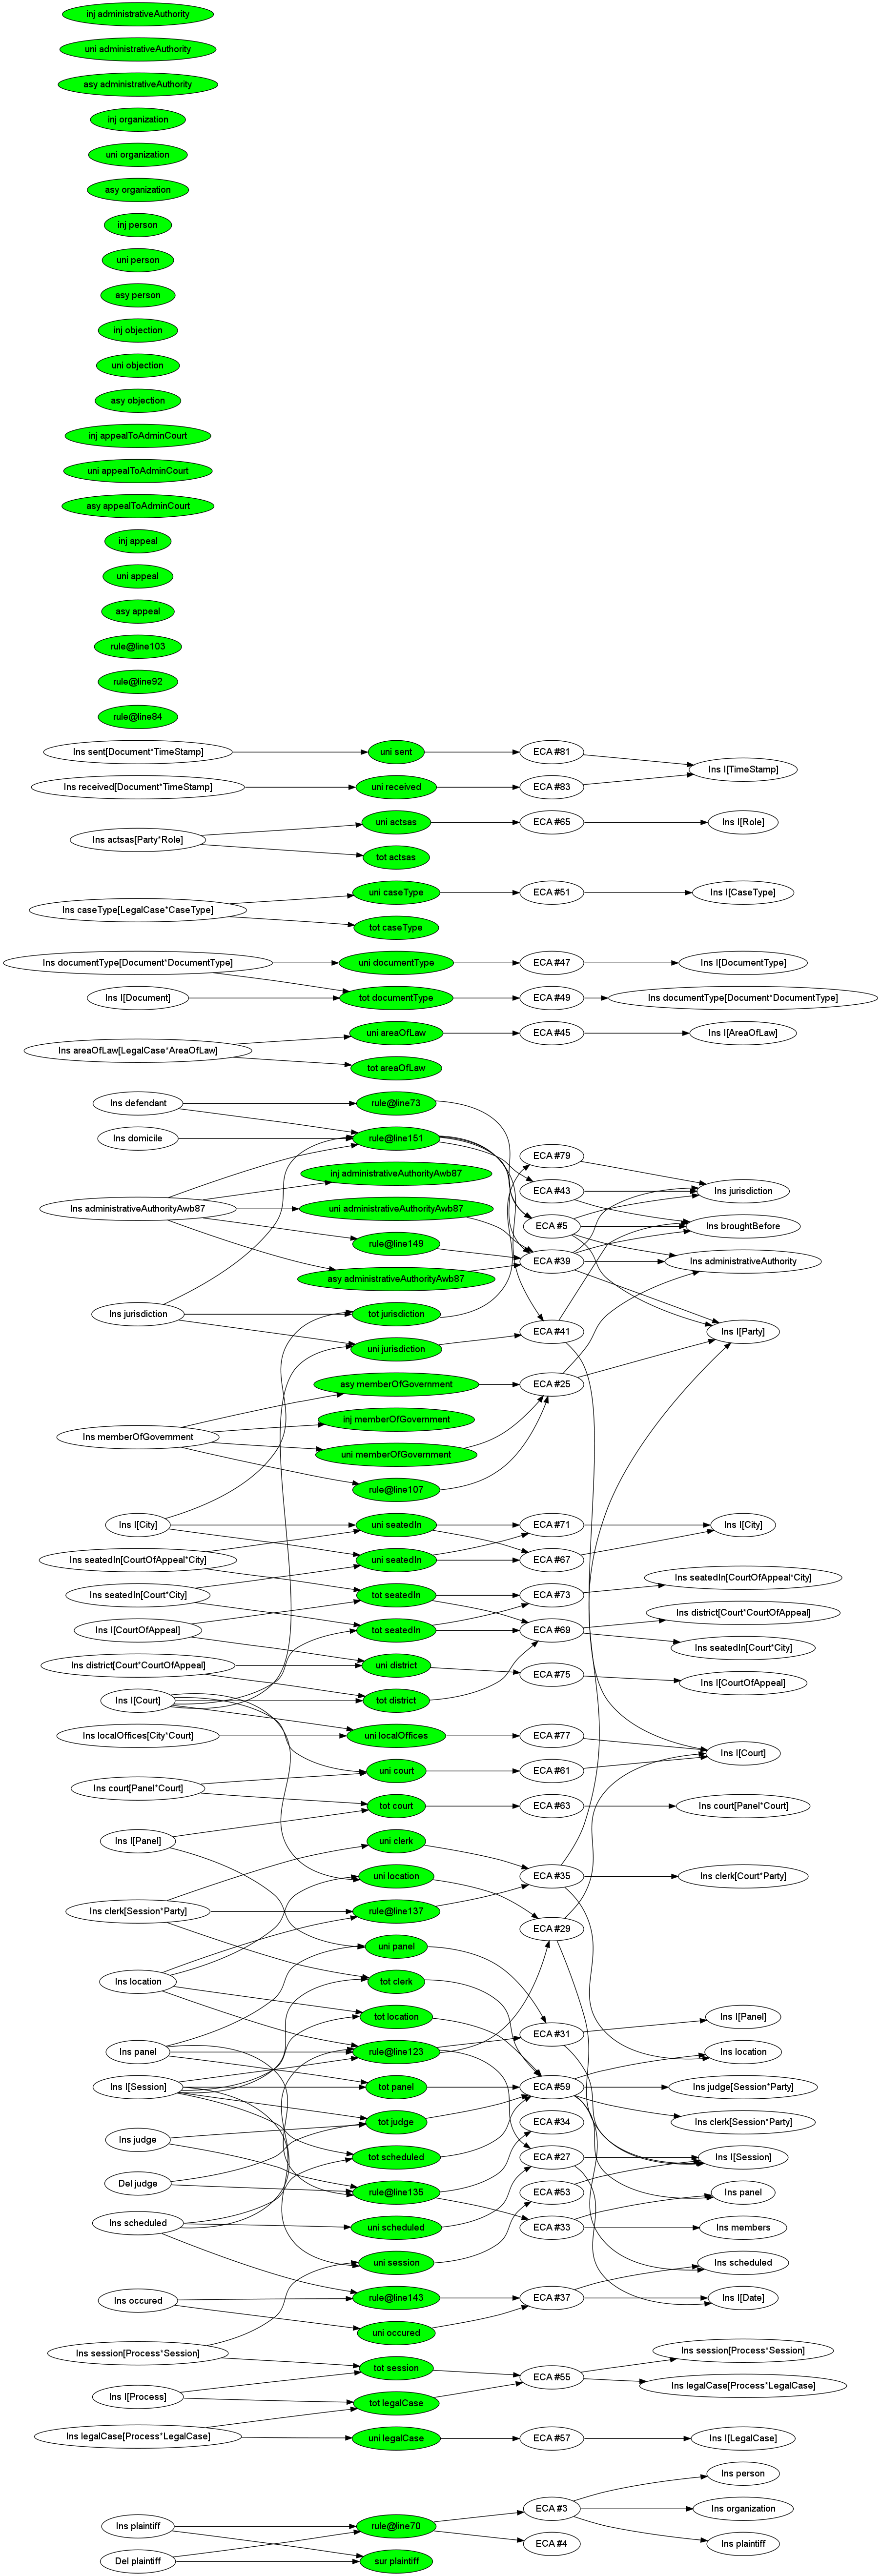 inj administrativeAuthority
uni administrativeAuthority
asy administrativeAuthority
inj organization
uni organization
asy organization
inj person
uni person
asy person
inj objection
uni objection
asy objection
inj appealToAdminCourt
uni appealToAdminCourt
asy appealToAdminCourt
inj appeal
uni appeal
asy appeal
rule@line103
rule@line92
rule@line84
Ins sent[Document*TimeStamp]
uni sent
ECA #81
Ins I[TimeStamp]
Ins received[Document*TimeStamp]
uni received
ECA #83
uni actsas
ECA #65
Ins I[Role]
Ins actsas[Party*Role]
tot actsas
uni caseType
ECA #51
Ins I[CaseType]
Ins caseType[LegalCase*CaseType]
tot caseType
Ins documentType[Document*DocumentType]
uni documentType
ECA #47
Ins I[DocumentType]
Ins I[Document]
tot documentType
ECA #49
Ins documentType[Document*DocumentType]
uni areaOfLaw
ECA #45
Ins I[AreaOfLaw]
Ins areaOfLaw[LegalCase*AreaOfLaw]
tot areaOfLaw
Ins defendant
rule@line73
Ins domicile
rule@line151
ECA #79
inj administrativeAuthorityAwb87
ECA #43
Ins jurisdiction
Ins administrativeAuthorityAwb87
uni administrativeAuthorityAwb87
ECA #5
Ins broughtBefore
rule@line149
ECA #39
Ins administrativeAuthority
asy administrativeAuthorityAwb87
Ins jurisdiction
tot jurisdiction
ECA #41
Ins I[Party]
uni jurisdiction
asy memberOfGovernment
ECA #25
inj memberOfGovernment
Ins memberOfGovernment
uni memberOfGovernment
rule@line107
Ins I[City]
uni seatedIn
ECA #71
Ins I[City]
Ins seatedIn[CourtOfAppeal*City]
uni seatedIn
ECA #67
Ins seatedIn[CourtOfAppeal*City]
Ins seatedIn[Court*City]
tot seatedIn
ECA #73
Ins district[Court*CourtOfAppeal]
Ins I[CourtOfAppeal]
tot seatedIn
ECA #69
Ins seatedIn[Court*City]
Ins district[Court*CourtOfAppeal]
uni district
ECA #75
Ins I[CourtOfAppeal]
Ins I[Court]
tot district
Ins localOffices[City*Court]
uni localOffices
ECA #77
Ins I[Court]
uni court
ECA #61
Ins court[Panel*Court]
tot court
ECA #63
Ins court[Panel*Court]
Ins I[Panel]
uni clerk
uni location
ECA #35
Ins clerk[Court*Party]
Ins clerk[Session*Party]
rule@line137
ECA #29
uni panel
Ins location
tot clerk
tot location
ECA #31
Ins I[Panel]
Ins panel
rule@line123
Ins location
Ins I[Session]
tot panel
ECA #59
Ins judge[Session*Party]
tot judge
ECA #34
Ins clerk[Session*Party]
Ins judge
tot scheduled
ECA #27
Ins I[Session]
Del judge
rule@line135
ECA #53
Ins panel
Ins scheduled
uni scheduled
ECA #33
Ins members
uni session
Ins scheduled
Ins occured
rule@line143
ECA #37
Ins I[Date]
uni occured
Ins session[Process*Session]
Ins session[Process*Session]
tot session
ECA #55
Ins legalCase[Process*LegalCase]
Ins I[Process]
tot legalCase
Ins legalCase[Process*LegalCase]
uni legalCase
ECA #57
Ins I[LegalCase]
Ins person
ECA #3
Ins organization
Ins plaintiff
rule@line70
ECA #4
Ins plaintiff
Del plaintiff
sur plaintiff